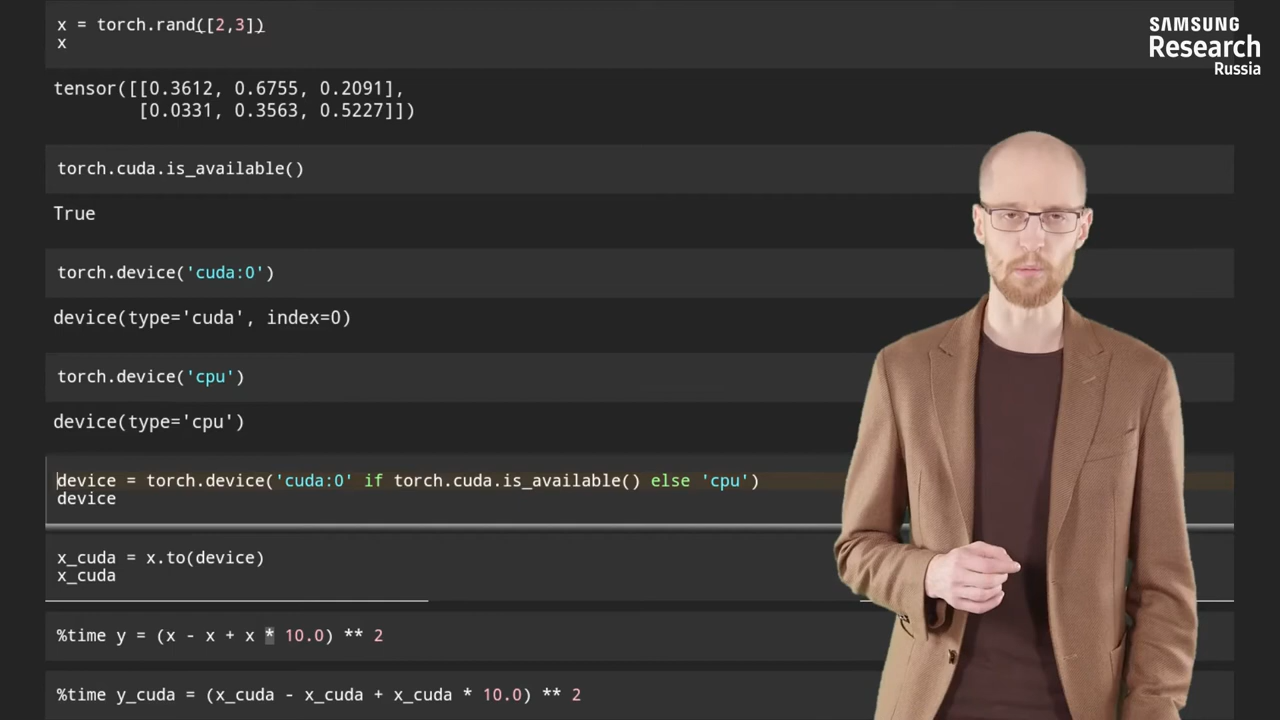 x = torch.rand([2,3])
x
SAMSUNG
Research
Russia
tensor([[0.3612, 0.6755, 0.2091],
[0.0331, 0.3563, 0.5227]])
torch.cuda.is_available()
True
torch.device('cuda:0')
device(type='cuda', index=0)
torch.device('cpu')
device(type='cpu')
device = torch.device('cuda:0' if torch.cuda.is_available() else 'cpu')
device
x_cuda = x.to(device)
x_cuda
%time y = (x - x + x * 10.0) ** 2
%time y_cuda = (x_cuda - x_cuda + x_cuda * 10.0) ** 2